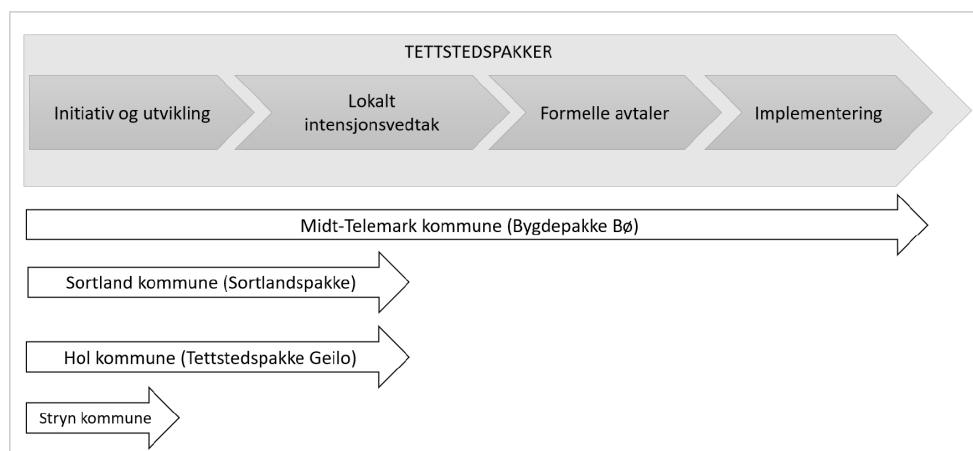 TETTSTEDSPAKKER
Initiativ og utvikling
Lokalt
intensjonsvedtak
Formelle avtaler
Implementering
Midt-Telemark kommune (Bygdepakke Bø)
Sortland kommune (Sortlandspakke)
Hol kommune (Tettstedspakke Geilo)
Stryn kommune